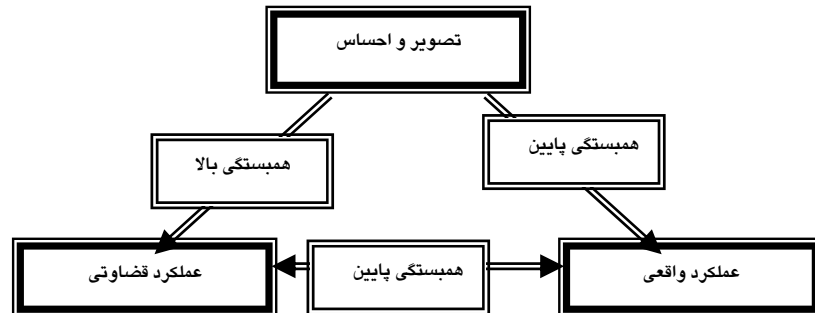 تصویر و احساس
همبستگی پایین
همبستگی بالا
عملکرد واقعی
همبستگی پایین
عملکرد قضاوتی